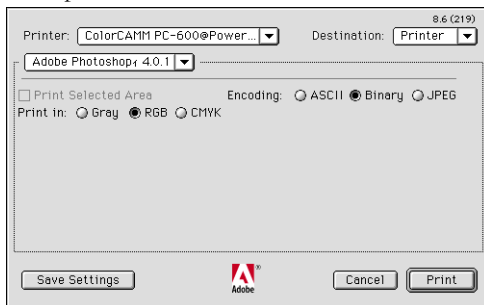 8.6 (219)
Printer: ColorCAMM PC-600@Power... Destination: Printer
Adobe Photoshop 4.0.1
Print Selected Area Encoding: ASCII Binary JPEG
Print in: Gray RGB CMYK
Save Settings Adobe ® Cancel Print